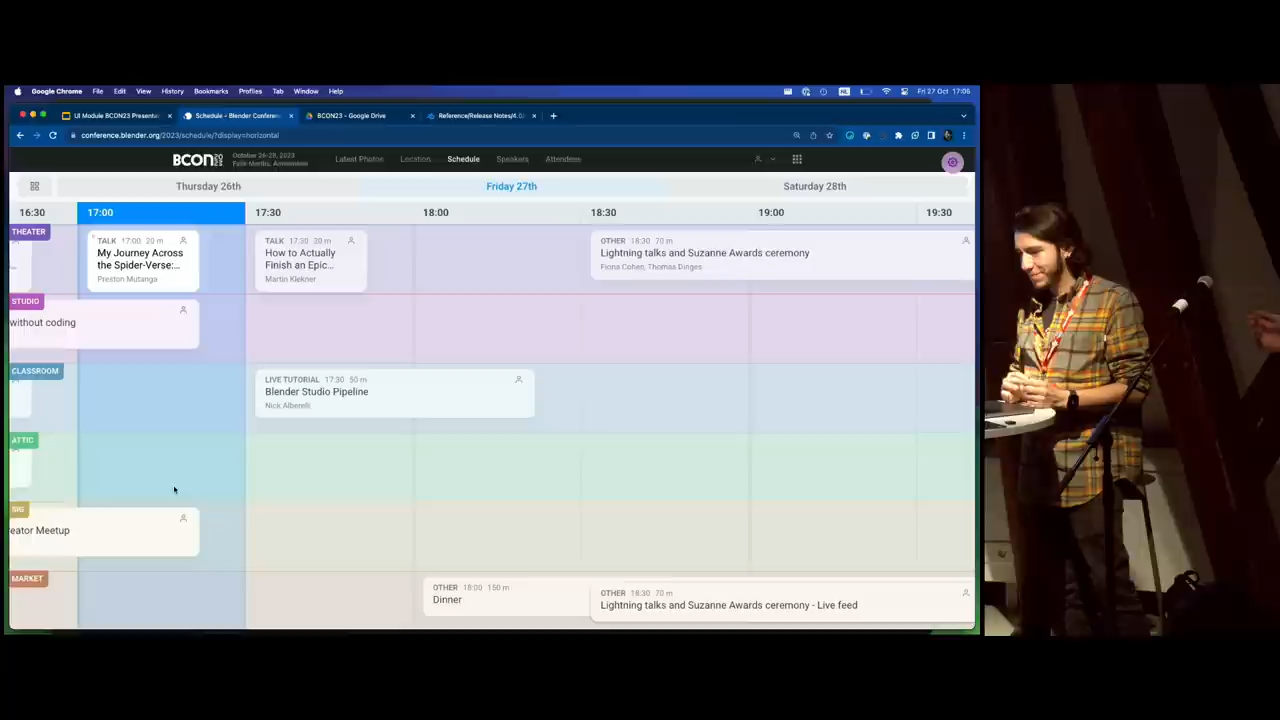 Google Chrome File Edit View History Bookmarks Profiles Tab Window Help NL Fri 27 Oct 17:06
UI Module BCON23 Presenta Schedule - Blender Conferen BCON23 - Google Drive Reference/Release Notes/4.0
conference.blender.org/2023/schedule/?display=horizontal
BCON October 26-28, 2023 Latest Photos Location Schedule Speakers Attendees
Thursday 26th Friday 27th Saturday 28th
16:30 17:00 17:30 18:00 18:30 19:00 19:30
THEATER
TALK 17:00 20 m
My Journey Across
the Spider-Verse:...
Preston Mutanga
TALK 17:30 20 m
How to Actually
Finish an Epic...
Martin Klekner
OTHER 18:30 70 m
Lightning talks and Suzanne Awards ceremony
Fiona Cohen, Thomas Dinges
STUDIO
without coding
CLASSROOM
LIVE TUTORIAL 17:30 50 m
Blender Studio Pipeline
Nick Alberelli
ATTIC
SIG
eator Meetup
MARKET
OTHER 18:00 150 m
Dinner
OTHER 18:30 70 m
Lightning talks and Suzanne Awards ceremony - Live feed